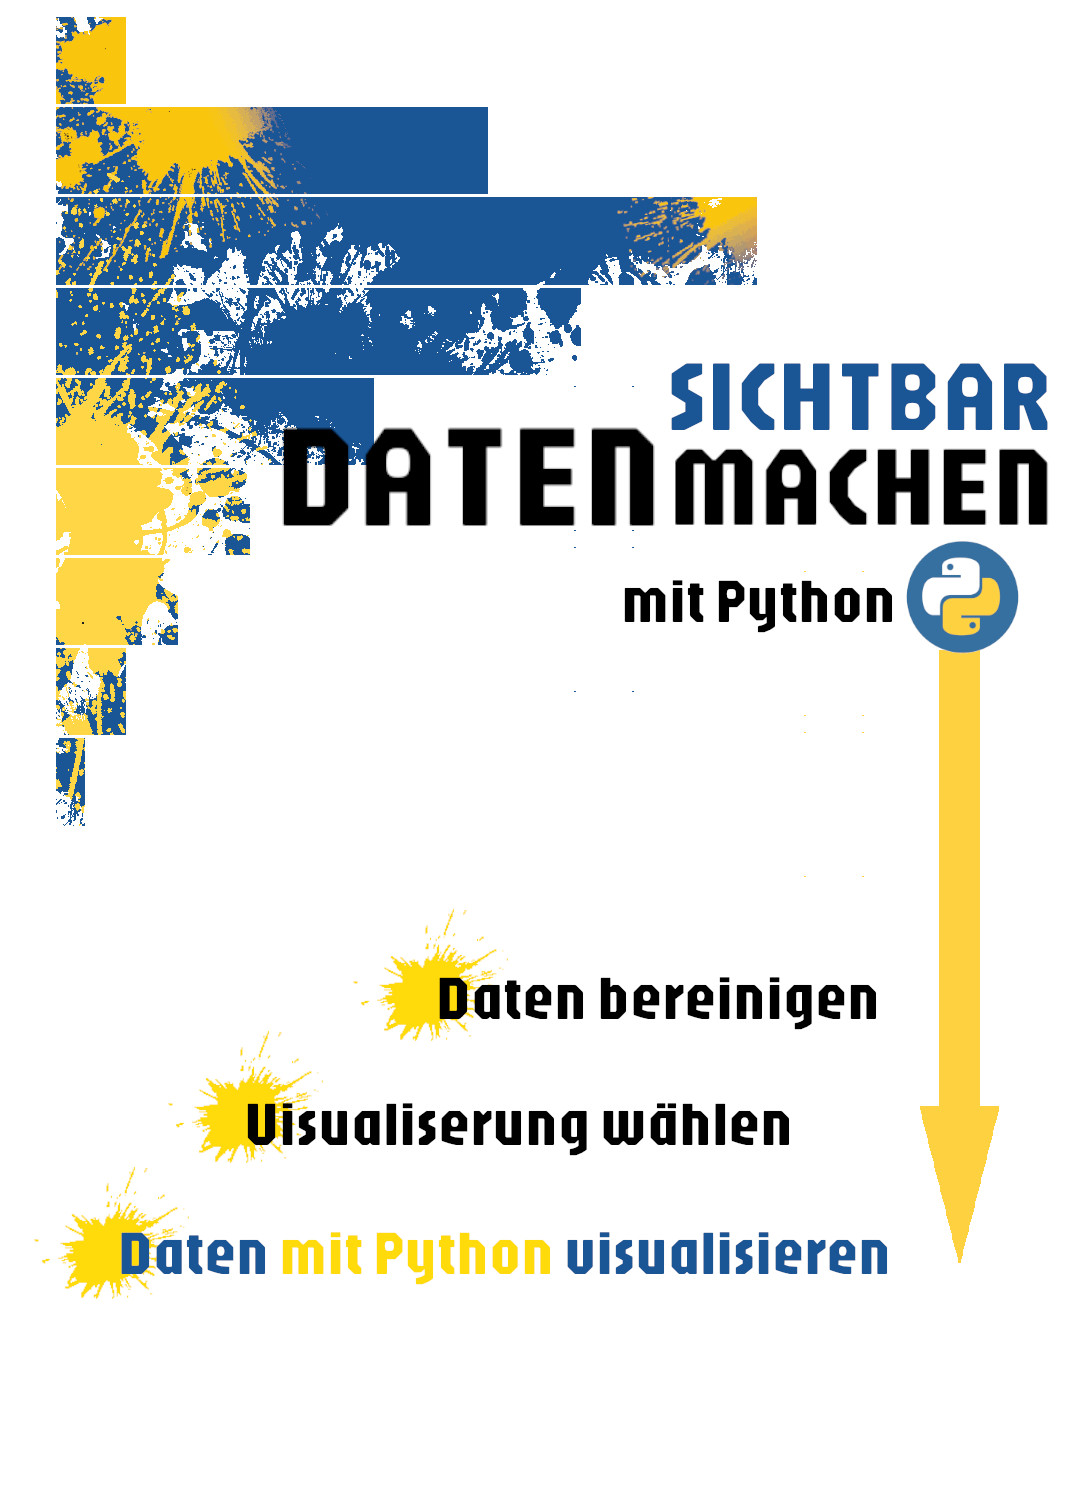 SICHTBAR
DATEN MACHEN
mit Python
Daten bereinigen
Visualiserung wählen
Daten mit Python visualisieren